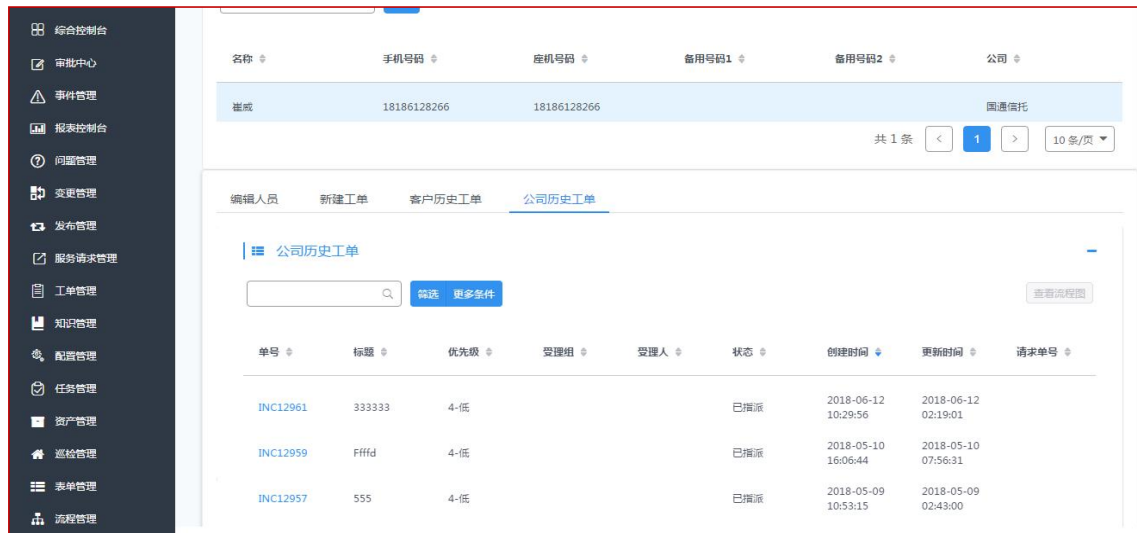 综合控制台
审批中心
事件管理
报表控制台
问题管理
变更管理
发布管理
服务请求管理
工单管理
知识管理
配置管理
任务管理
资产管理
巡检管理
表单管理
流程管理
名称 手机号码 座机号码 备用号码1 备用号码2 公司
崔威 18186128266 18186128266 国通信托
共 1 条 < 1 > 10 条/页
编辑人员 新建工单 客户历史工单 公司历史工单
公司历史工单
筛选 更多条件 查看流程图
单号 标题 优先级 受理组 受理人 状态 创建时间 更新时间 请求单号
INC12961 333333 4-低 已指派 2018-06-12 10:29:56 2018-06-12 02:19:01
INC12959 Ffffd 4-低 已指派 2018-05-10 16:06:44 2018-05-10 07:56:31
INC12957 555 4-低 已指派 2018-05-09 10:53:15 2018-05-09 02:43:00